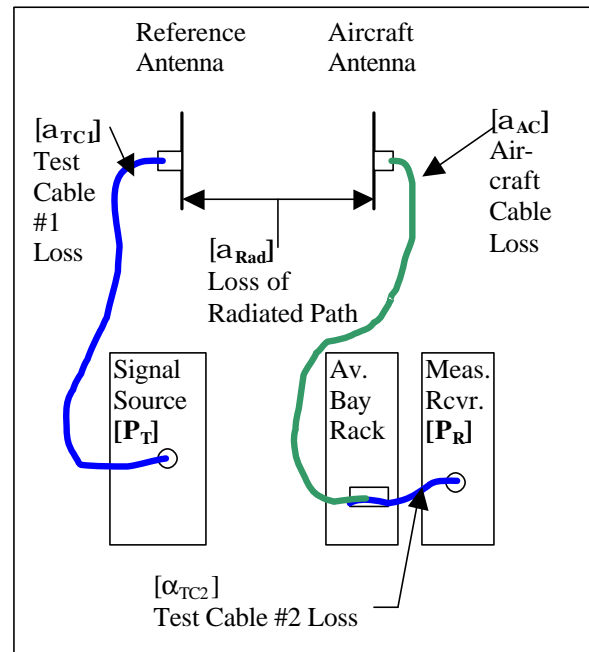 Reference
Antenna
Aircraft
Antenna
[aTC1]
Test
Cable
#1
Loss
[aAC]
Air-
craft
Cable
Loss
[aRad]
Loss of
Radiated Path
Signal
Source
[PT]
Av.
Bay
Rack
Meas.
Rcvr.
[PR]
[αTC2]
Test Cable #2 Loss